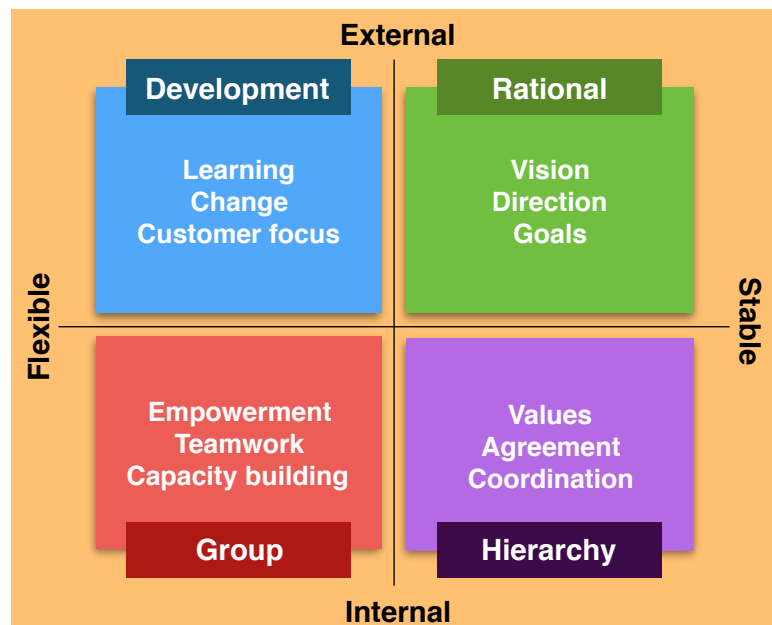 External
Development
Learning
Change
Customer focus
Rational
Vision
Direction
Goals
Flexible
Stable
Empowerment
Teamwork
Capacity building
Group
Values
Agreement
Coordination
Hierarchy
Internal